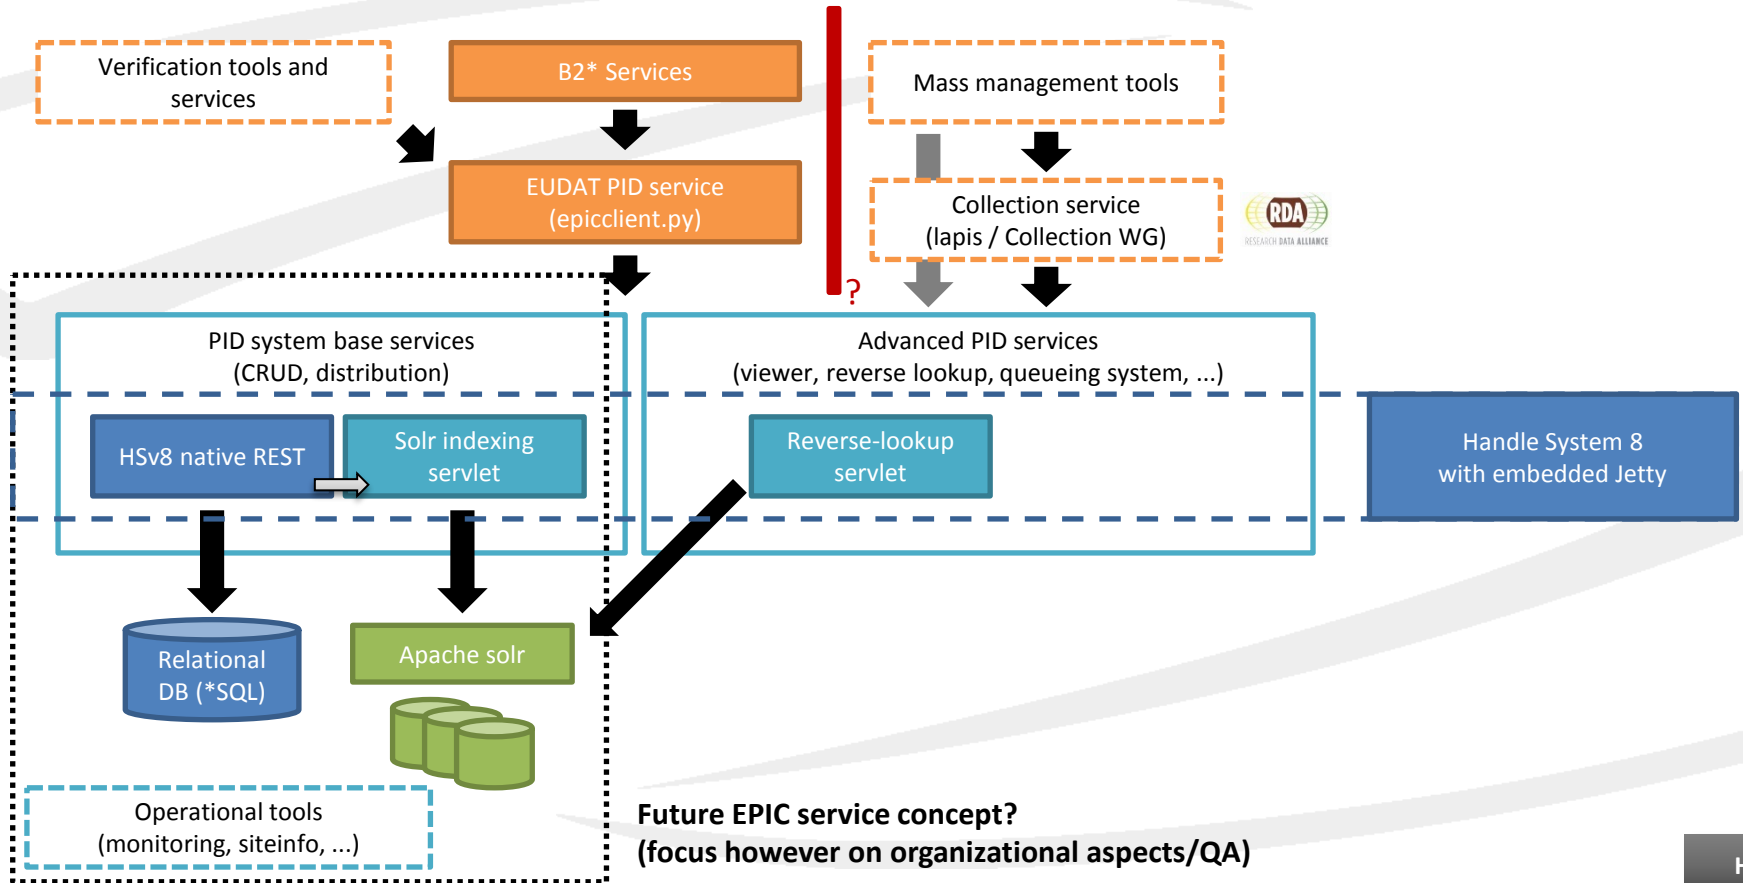 Verification tools and
services
B2* Services
Mass management tools
EUDAT PID service
(epicclient.py)
Collection service
(lapis / Collection WG)
RDA
RESEARCH DATA ALLIANCE
?
PID system base services
(CRUD, distribution)
Advanced PID services
(viewer, reverse lookup, queueing system, ...)
HSv8 native REST
Solr indexing
servlet
Reverse-lookup
servlet
Handle System 8
with embedded Jetty
Relational
DB (*SQL)
Apache solr
Operational tools
(monitoring, siteinfo, ...)
Future EPIC service concept?
(focus however on organizational aspects/QA)
H